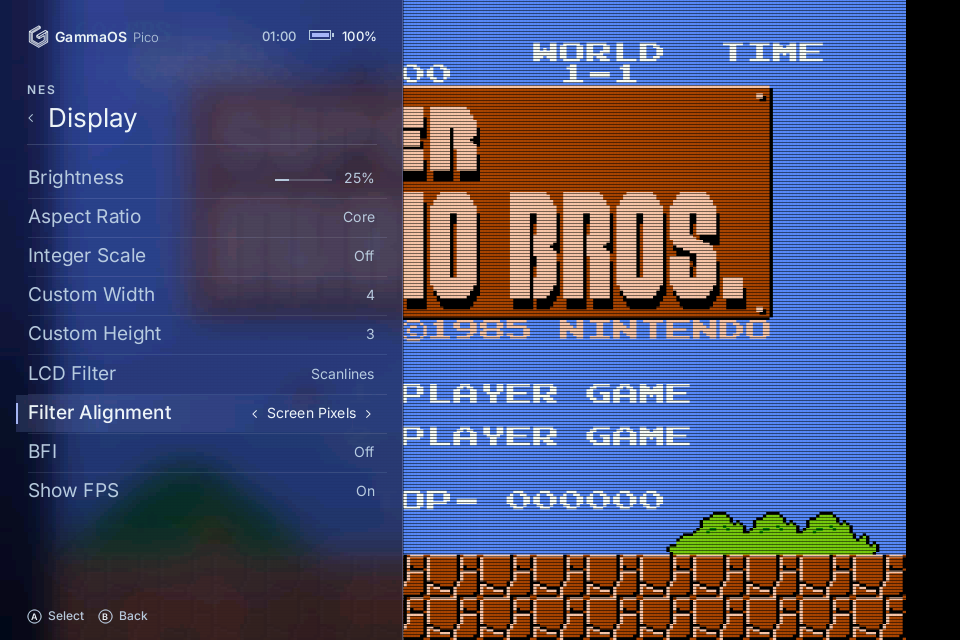 GammaOS Pico 01:00 100%
NES
‹ Display
Brightness 25%
Aspect Ratio Core
Integer Scale Off
Custom Width 4
Custom Height 3
LCD Filter Scanlines
Filter Alignment ‹ Screen Pixels ›
BFI Off
Show FPS On
A Select B Back
WORLD TIME
00 1-1
ER
IO BROS.
©1985 NINTENDO
PLAYER GAME
PLAYER GAME
OP- 000000